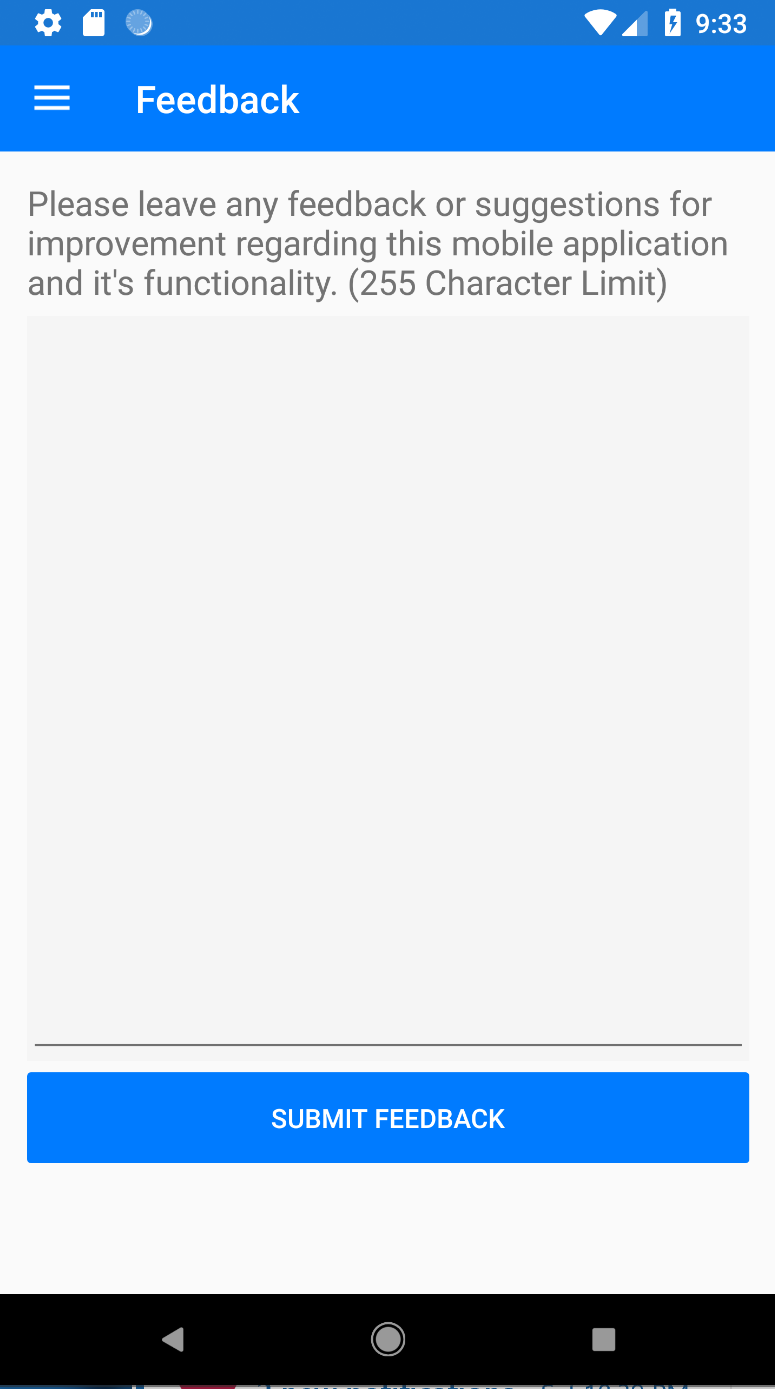 9:33
Feedback
Please leave any feedback or suggestions for
improvement regarding this mobile application
and it's functionality. (255 Character Limit)
SUBMIT FEEDBACK